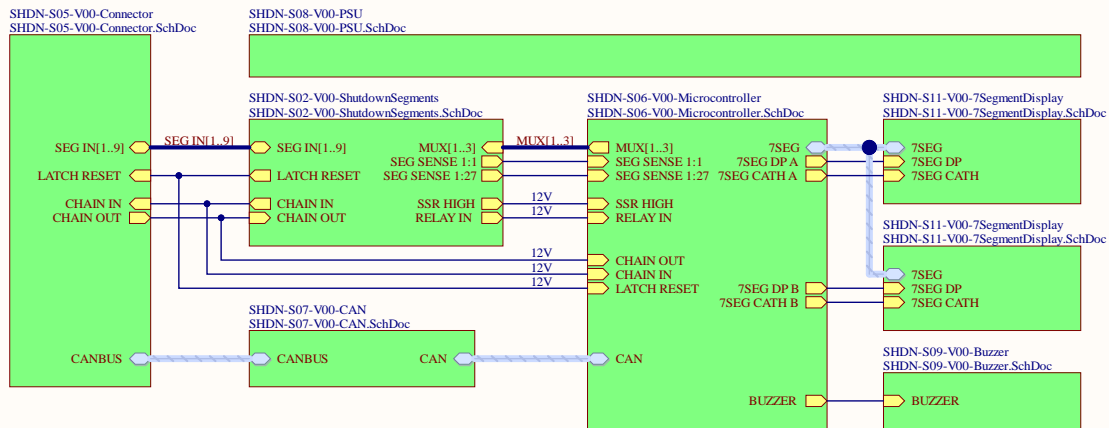 SHDN-S05-V00-Connector
SHDN-S05-V00-Connector.SchDoc
SEG IN[1..9]
LATCH RESET
CHAIN IN
CHAIN OUT
CANBUS
SEG IN[1..9]
SHDN-S08-V00-PSU
SHDN-S08-V00-PSU.SchDoc
SHDN-S02-V00-ShutdownSegments
SHDN-S02-V00-ShutdownSegments.SchDoc
SEG IN[1..9] MUX[1..3]
SEG SENSE 1:1
LATCH RESET SEG SENSE 1:27
CHAIN IN SSR HIGH
CHAIN OUT RELAY IN
MUX[1..3]
12V
12V
12V
12V
12V
SHDN-S07-V00-CAN
SHDN-S07-V00-CAN.SchDoc
CANBUS CAN
SHDN-S06-V00-Microcontroller
SHDN-S06-V00-Microcontroller.SchDoc
MUX[1..3] 7SEG
SEG SENSE 1:1 7SEG DP A
SEG SENSE 1:27 7SEG CATH A
SSR HIGH
RELAY IN
CHAIN OUT
CHAIN IN
LATCH RESET 7SEG DP B
7SEG CATH B
CAN
BUZZER
SHDN-S11-V00-7SegmentDisplay
SHDN-S11-V00-7SegmentDisplay.SchDoc
7SEG
7SEG DP
7SEG CATH
SHDN-S11-V00-7SegmentDisplay
SHDN-S11-V00-7SegmentDisplay.SchDoc
7SEG
7SEG DP
7SEG CATH
SHDN-S09-V00-Buzzer
SHDN-S09-V00-Buzzer.SchDoc
BUZZER